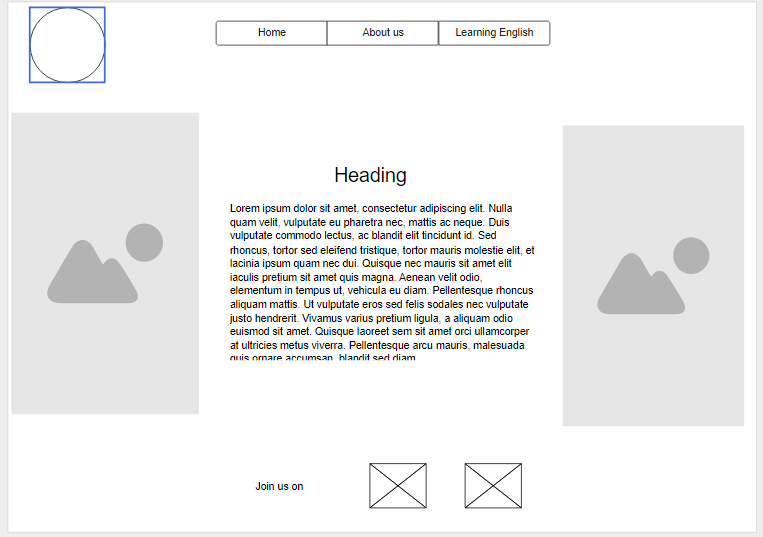 Home
About us
Learning English
Heading
Lorem ipsum dolor sit amet, consectetur adipiscing elit. Nulla
quam velit, vulputate eu pharetra nec, mattis ac neque. Duis
vulputate commodo lectus, ac blandit elit tincidunt id. Sed
rhoncus, tortor sed eleifend tristique, tortor mauris molestie elit, et
lacinia ipsum quam nec dui. Quisque nec mauris sit amet elit
iaculis pretium sit amet quis magna. Aenean velit odio,
elementum in tempus ut, vehicula eu diam. Pellentesque rhoncus
aliquam mattis. Ut vulputate eros sed felis sodales nec vulputate
justo hendrerit. Vivamus varius pretium ligula, a aliquam odio
euismod sit amet. Quisque laoreet sem sit amet orci ullamcorper
at ultricies metus viverra. Pellentesque arcu mauris, malesuada
quis ornare accumsan, blandit sed diam.
Join us on